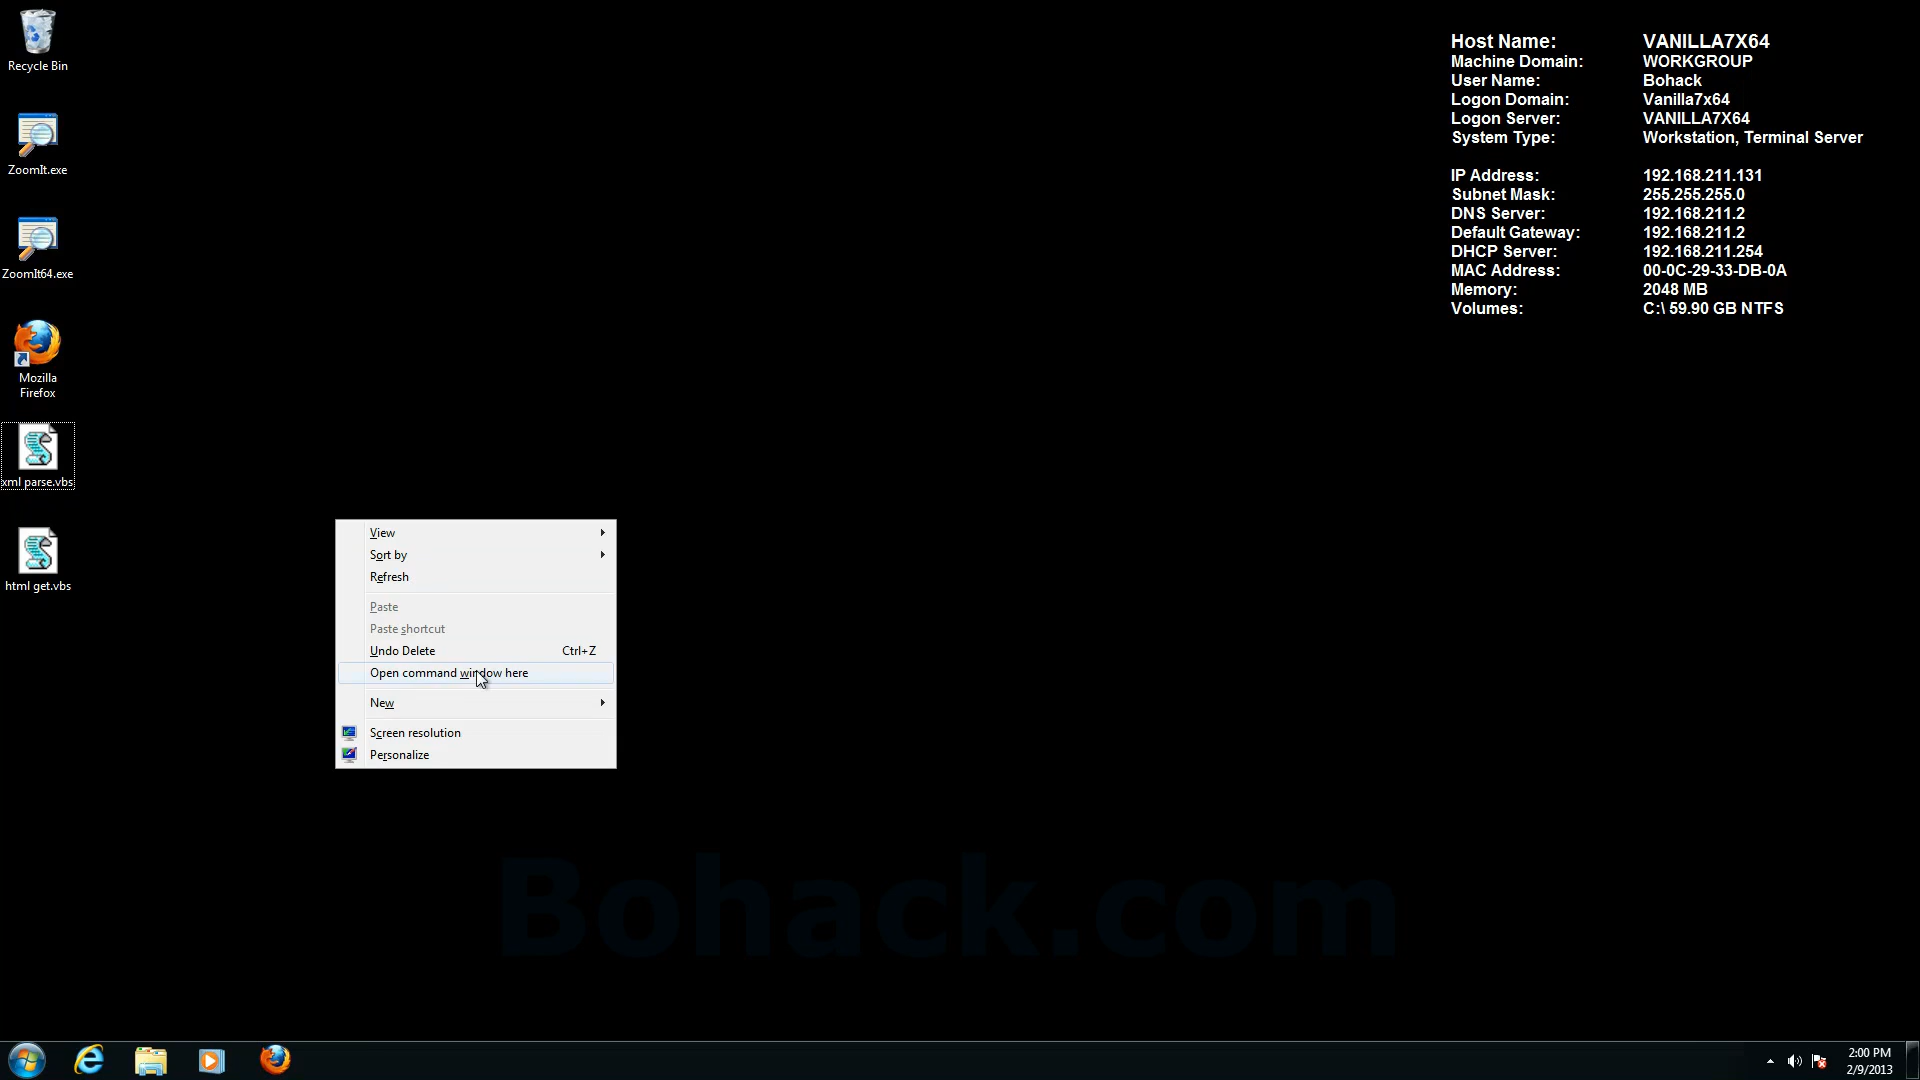 Recycle Bin
ZoomIt.exe
ZoomIt64.exe
Mozilla
Firefox
xml parse.vbs
html get.vbs
Host Name: VANILLA7X64
Machine Domain: WORKGROUP
User Name: Bohack
Logon Domain: Vanilla7x64
Logon Server: VANILLA7X64
System Type: Workstation, Terminal Server
IP Address: 192.168.211.131
Subnet Mask: 255.255.255.0
DNS Server: 192.168.211.2
Default Gateway: 192.168.211.2
DHCP Server: 192.168.211.254
MAC Address: 00-0C-29-33-DB-0A
Memory: 2048 MB
Volumes: C:\ 59.90 GB NTFS
View
Sort by
Refresh
Paste
Paste shortcut
Undo Delete Ctrl+Z
Open command window here
New
Screen resolution
Personalize
Bohack.com
2:00 PM
2/9/2013